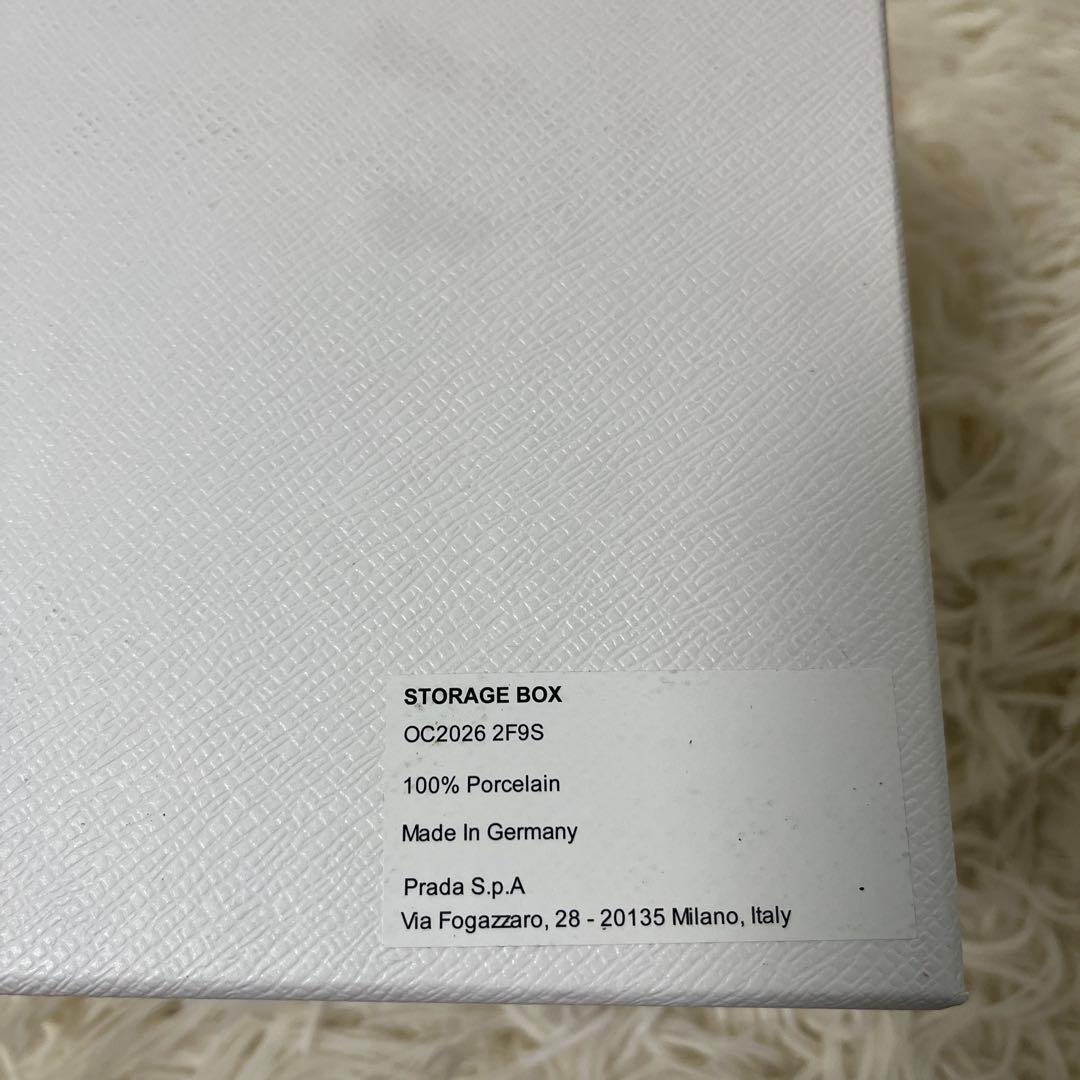 STORAGE BOX
OC2026 2F9S
100% Porcelain
Made In Germany
Prada S.p.A
Via Fogazzaro, 28 - 20135 Milano, Italy